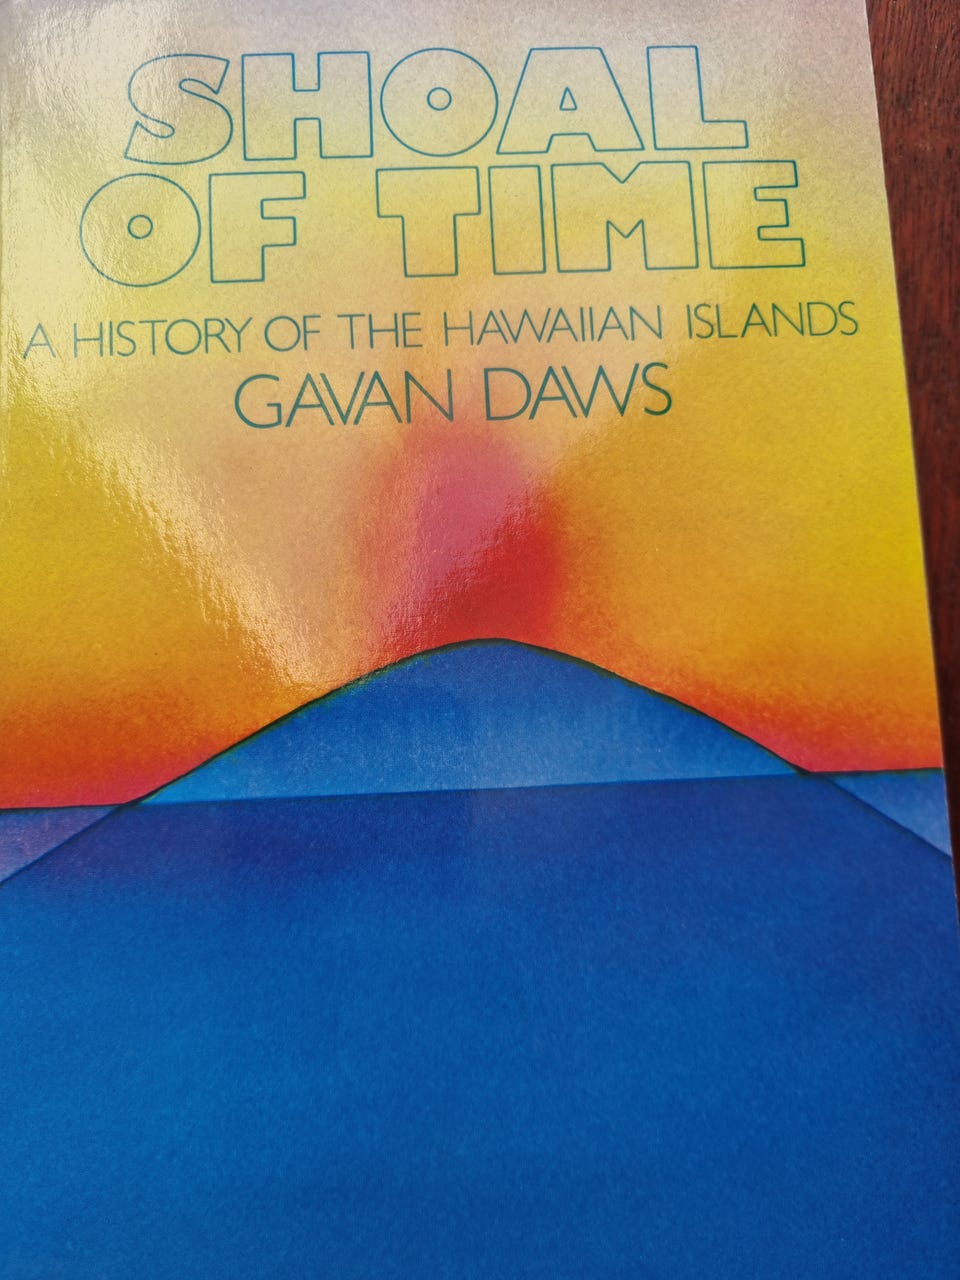 SHOAL
OF TIME
A HISTORY OF THE HAWAIIAN ISLANDS
GAVAN DAWS